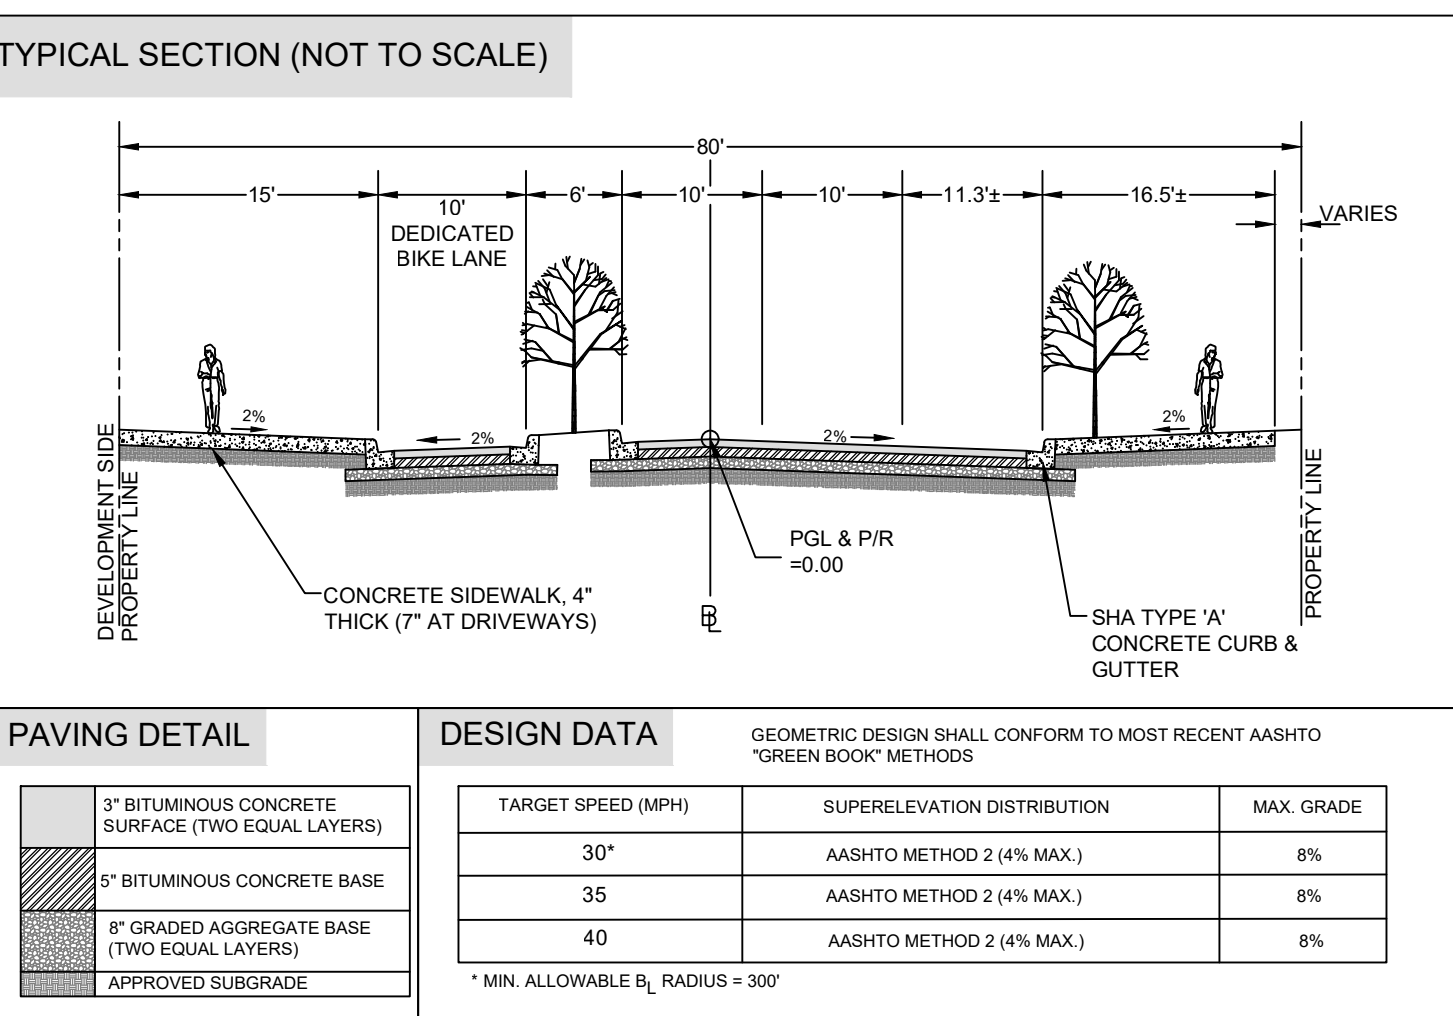 TYPICAL SECTION (NOT TO SCALE)
80'
15'
10'
DEDICATED
BIKE LANE
6'
10'
10'
11.3'±
16.5'±
VARIES
2%
2%
2%
2%
DEVELOPMENT SIDE
PROPERTY LINE
PROPERTY LINE
PGL & P/R
=0.00
CONCRETE SIDEWALK, 4"
THICK (7" AT DRIVEWAYS)
BL
SHA TYPE 'A'
CONCRETE CURB &
GUTTER
PAVING DETAIL
3" BITUMINOUS CONCRETE
SURFACE (TWO EQUAL LAYERS)
5" BITUMINOUS CONCRETE BASE
8" GRADED AGGREGATE BASE
(TWO EQUAL LAYERS)
APPROVED SUBGRADE
DESIGN DATA
GEOMETRIC DESIGN SHALL CONFORM TO MOST RECENT AASHTO
"GREEN BOOK" METHODS
TARGET SPEED (MPH) SUPERELEVATION DISTRIBUTION MAX. GRADE
30* AASHTO METHOD 2 (4% MAX.) 8%
35 AASHTO METHOD 2 (4% MAX.) 8%
40 AASHTO METHOD 2 (4% MAX.) 8%
* MIN. ALLOWABLE BL RADIUS = 300'